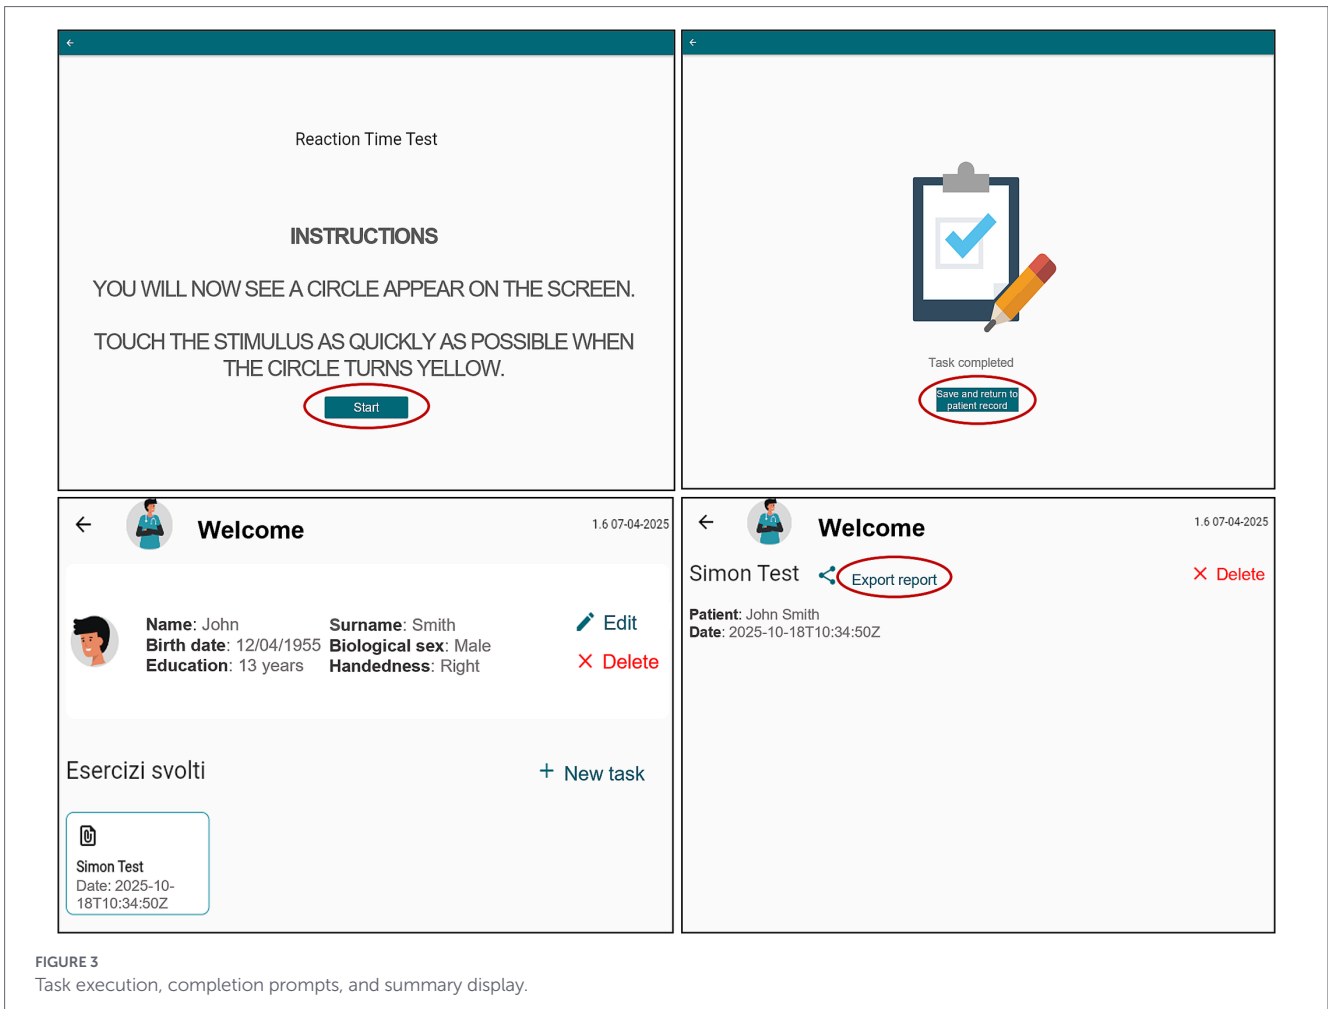 Reaction Time Test
INSTRUCTIONS
YOU WILL NOW SEE A CIRCLE APPEAR ON THE SCREEN.
TOUCH THE STIMULUS AS QUICKLY AS POSSIBLE WHEN
THE CIRCLE TURNS YELLOW.
Start
Task completed
Save and return to
patient record
Welcome
1.6 07-04-2025
Name: John
Surname: Smith
Birth date: 12/04/1955
Biological sex: Male
Education: 13 years
Handedness: Right
Edit
Delete
Esercizi svolti
+ New task
Simon Test
Date: 2025-10-
18T10:34:50Z
Welcome
1.6 07-04-2025
Simon Test
Export report
Delete
Patient: John Smith
Date: 2025-10-18T10:34:50Z
FIGURE 3
Task execution, completion prompts, and summary display.